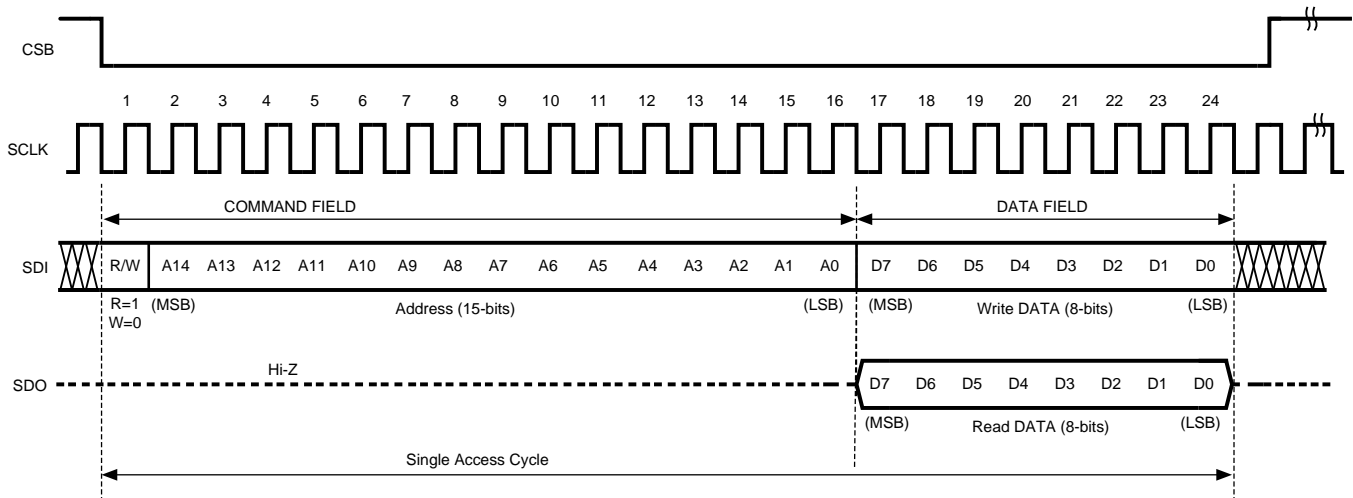 CSB
1 2 3 4 5 6 7 8 9 10 11 12 13 14 15 16 17 18 19 20 21 22 23 24
SCLK
COMMAND FIELD DATA FIELD
SDI R/W A14 A13 A12 A11 A10 A9 A8 A7 A6 A5 A4 A3 A2 A1 A0 D7 D6 D5 D4 D3 D2 D1 D0
R=1 (MSB) Address (15-bits) (LSB) (MSB) Write DATA (8-bits) (LSB)
W=0
Hi-Z
SDO D7 D6 D5 D4 D3 D2 D1 D0
(MSB) Read DATA (8-bits) (LSB)
Single Access Cycle